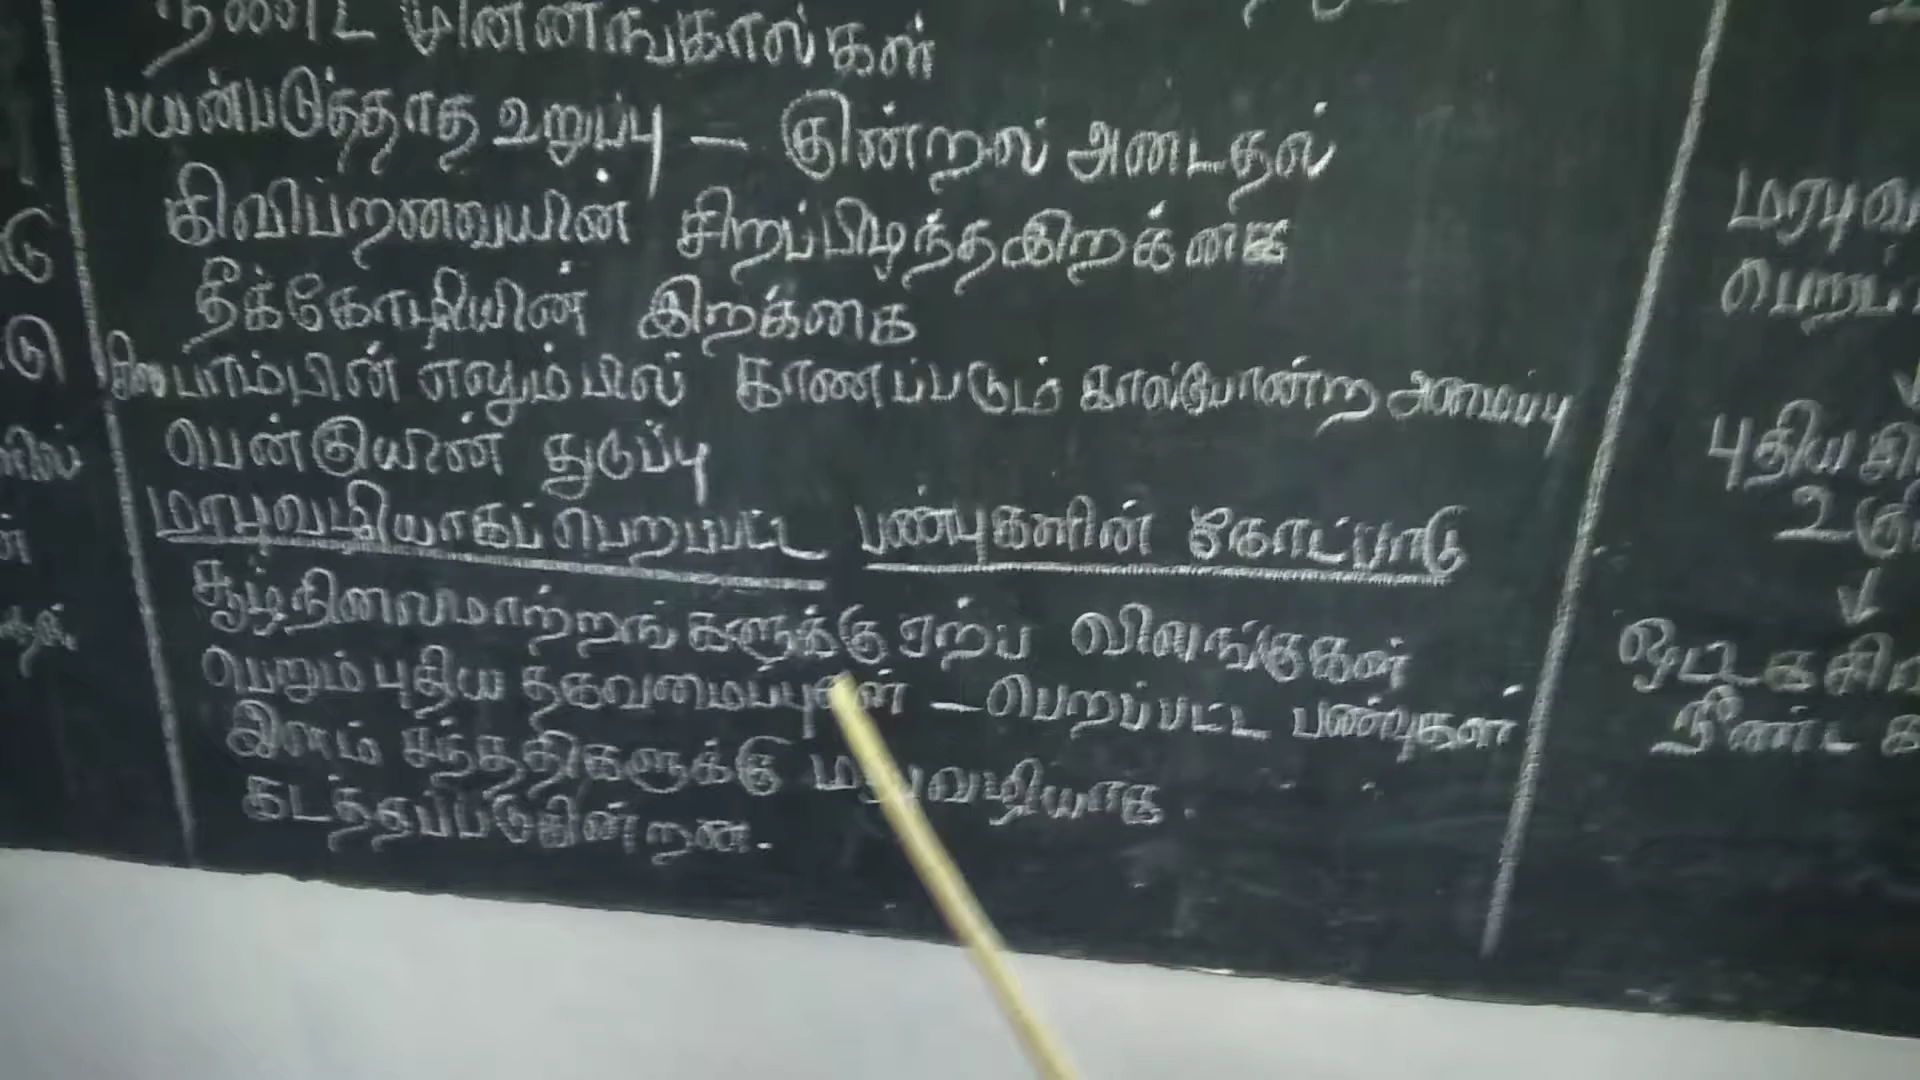 நீண்ட முன்னங்கால்கள்
பயன்படுத்தாத உறுப்பு – குன்றல் அடைதல்
கிவிபறவையின் சிறப்பிழந்த இறக்கை
தீக்கோழியின் இறக்கை
சில பாம்பின் எலும்பில் காணப்படும் கால்போன்ற அமைப்பு
பென்குயின் துடுப்பு
மரபுவழியாகப் பெறப்பட்ட பண்புகளின் கோட்பாடு
சூழ்நிலைமாற்றங்களுக்கு ஏற்ப விலங்குகள்
பெறும் புதிய தகவமைப்புகள் – பெறப்பட்ட பண்புகள்
இளம் சந்ததிகளுக்கு மரபுவழியாக
கடத்தப்படுகின்றன.
மரபுவ
பெறப்
↓
புதிய சி
↓
ஒட்டகசிவ
நீண்ட க